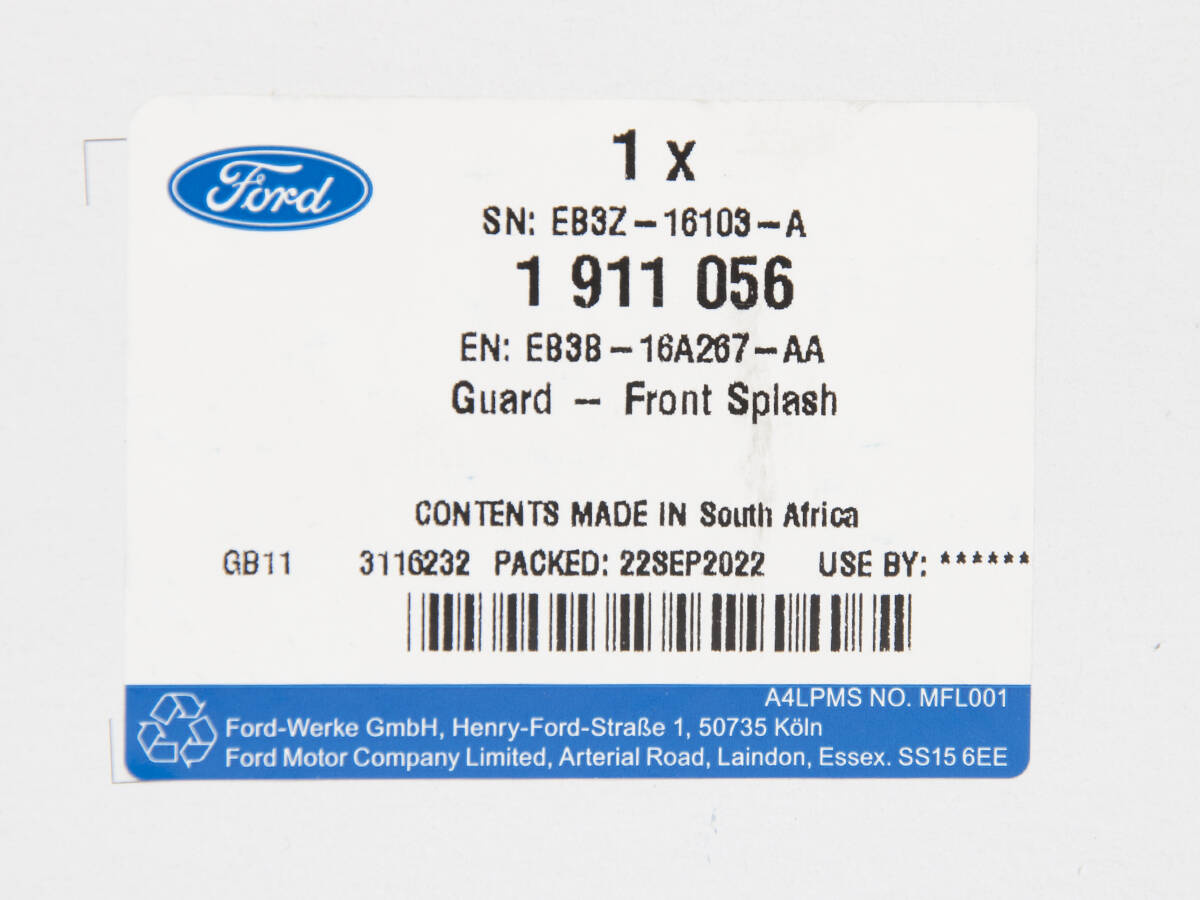 Ford
1 x
SN: EB3Z-16103-A
1 911 056
EN: EB3B-16A267-AA
Guard - Front Splash
CONTENTS MADE IN South Africa
GB11 3116232 PACKED: 22SEP2022 USE BY: ******
A4LPMS NO. MFL001
Ford-Werke GmbH, Henry-Ford-Straße 1, 50735 Köln
Ford Motor Company Limited, Arterial Road, Laindon, Essex. SS15 6EE